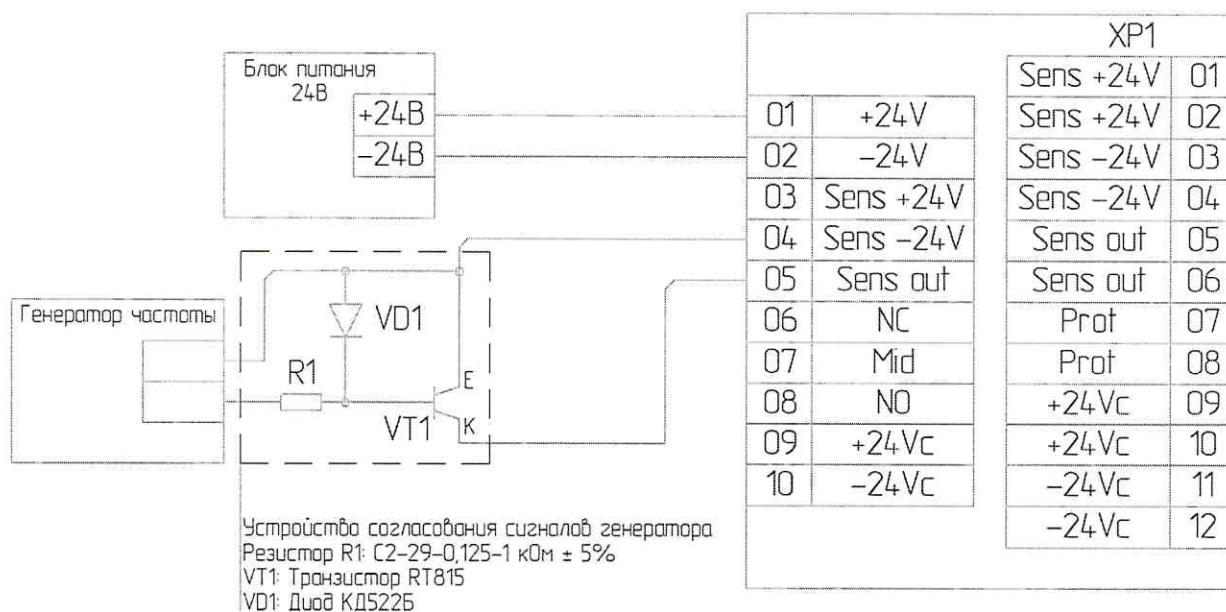 XP1
Блок питания
24В
+24В
-24В
01 +24V
02 -24V
03 Sens +24V
04 Sens -24V
05 Sens out
06 NC
07 Mid
08 NO
09 +24Vc
10 -24Vc
Sens +24V 01
Sens +24V 02
Sens -24V 03
Sens -24V 04
Sens out 05
Sens out 06
Prot 07
Prot 08
+24Vc 09
+24Vc 10
-24Vc 11
-24Vc 12
Генератор частоты
VD1
R1
E
VT1
K
Устройство согласования сигналов генератора
Резистор R1: С2-29-0,125-1 кОм ± 5%
VT1: Транзистор RT815
VD1: Диод КД522Б